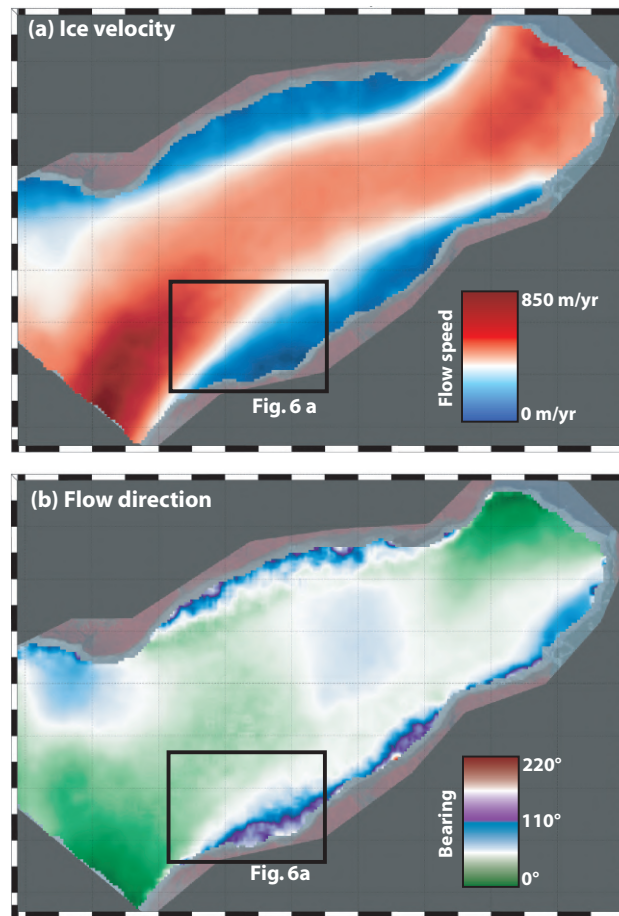 (a) Ice velocity
850 m/yr
Flow speed
0 m/yr
Fig. 6 a
(b) Flow direction
220°
110°
Bearing
0°
Fig. 6a